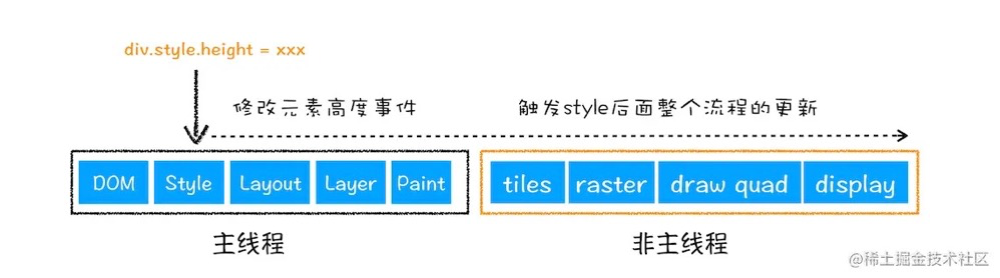 div.style.height = xxx
修改元素高度事件 触发style后面整个流程的更新
DOM Style Layout Layer Paint tiles raster draw quad display
主线程 非主线程
@稀土掘金技术社区